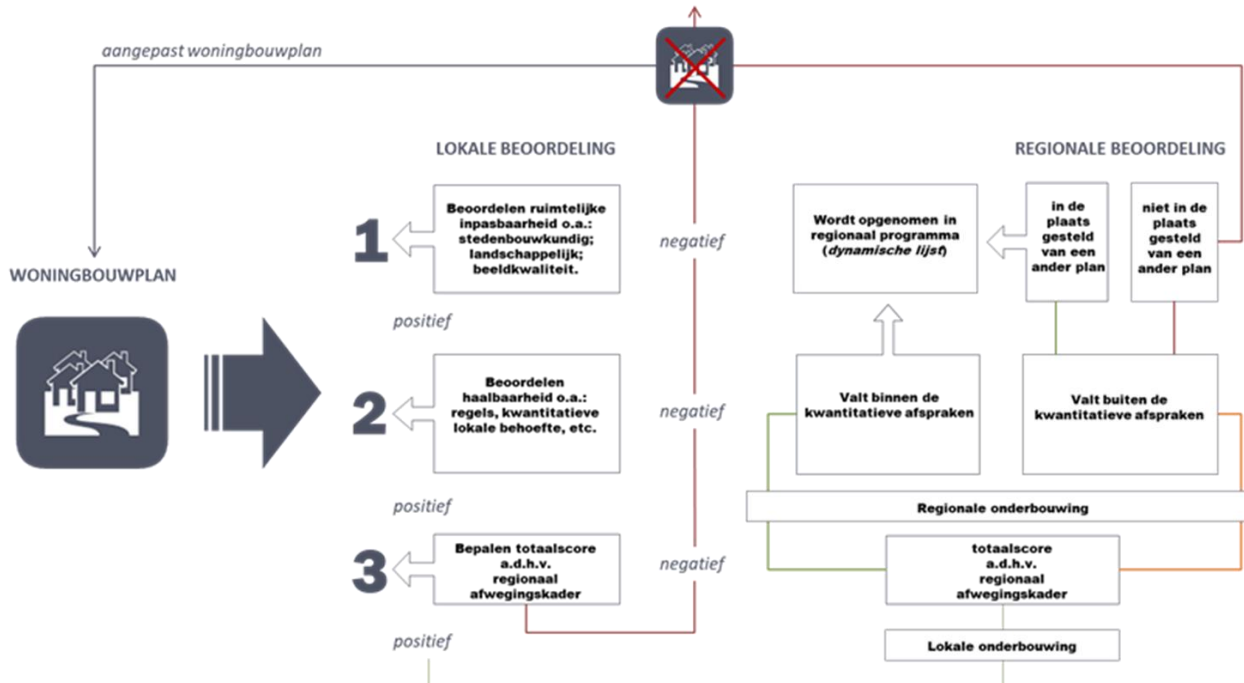 aangepast woningbouwplan
WONINGBOUWPLAN
LOKALE BEOORDELING
1
Beoordelen ruimtelijke
inpasbaarheid o.a.:
stedenbouwkundig;
landschappelijk;
beeldkwaliteit.
negatief
positief
2
Beoordelen
haalbaarheid o.a.:
regels, kwantitatieve
lokale behoefte, etc.
negatief
positief
3
Bepalen totaalscore
a.d.h.v.
regionaal
afwegingskader
negatief
positief
REGIONALE BEOORDELING
Wordt opgenomen in
regionaal programma
(dynamische lijst)
in de
plaats
gesteld
van een
ander plan
niet in de
plaats
gesteld
van een
ander plan
Valt binnen de
kwantitatieve afspraken
Valt buiten de
kwantitatieve afspraken
Regionale onderbouwing
totaalscore
a.d.h.v.
regionaal
afwegingskader
Lokale onderbouwing